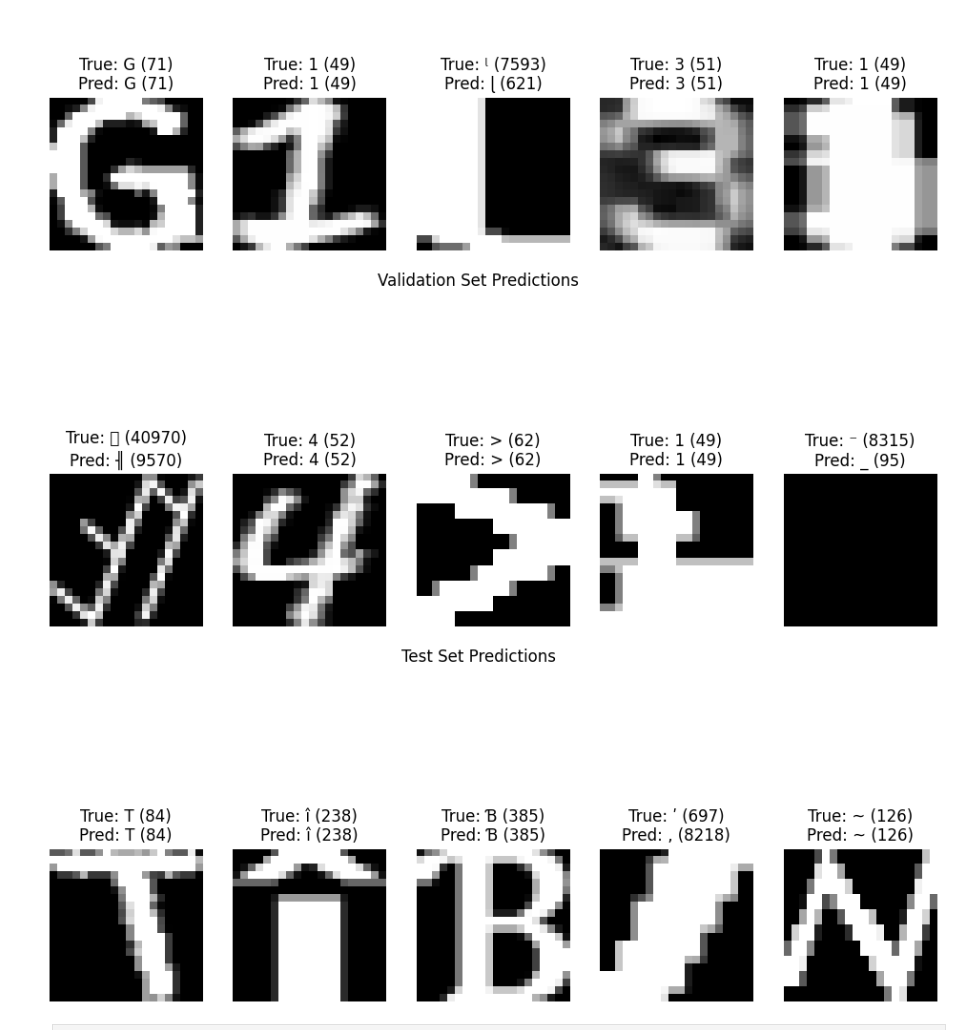 True: G (71) True: 1 (49) True: ᶩ (7593) True: 3 (51) True: 1 (49)
Pred: G (71) Pred: 1 (49) Pred: ɭ (621) Pred: 3 (51) Pred: 1 (49)
Validation Set Predictions
True: (40970) True: 4 (52) True: > (62) True: 1 (49) True: ⁻ (8315)
Pred: ╢ (9570) Pred: 4 (52) Pred: > (62) Pred: 1 (49) Pred: _ (95)
Test Set Predictions
True: T (84) True: î (238) True: Ɓ (385) True: ʹ (697) True: ~ (126)
Pred: T (84) Pred: î (238) Pred: Ɓ (385) Pred: ‚ (8218) Pred: ~ (126)